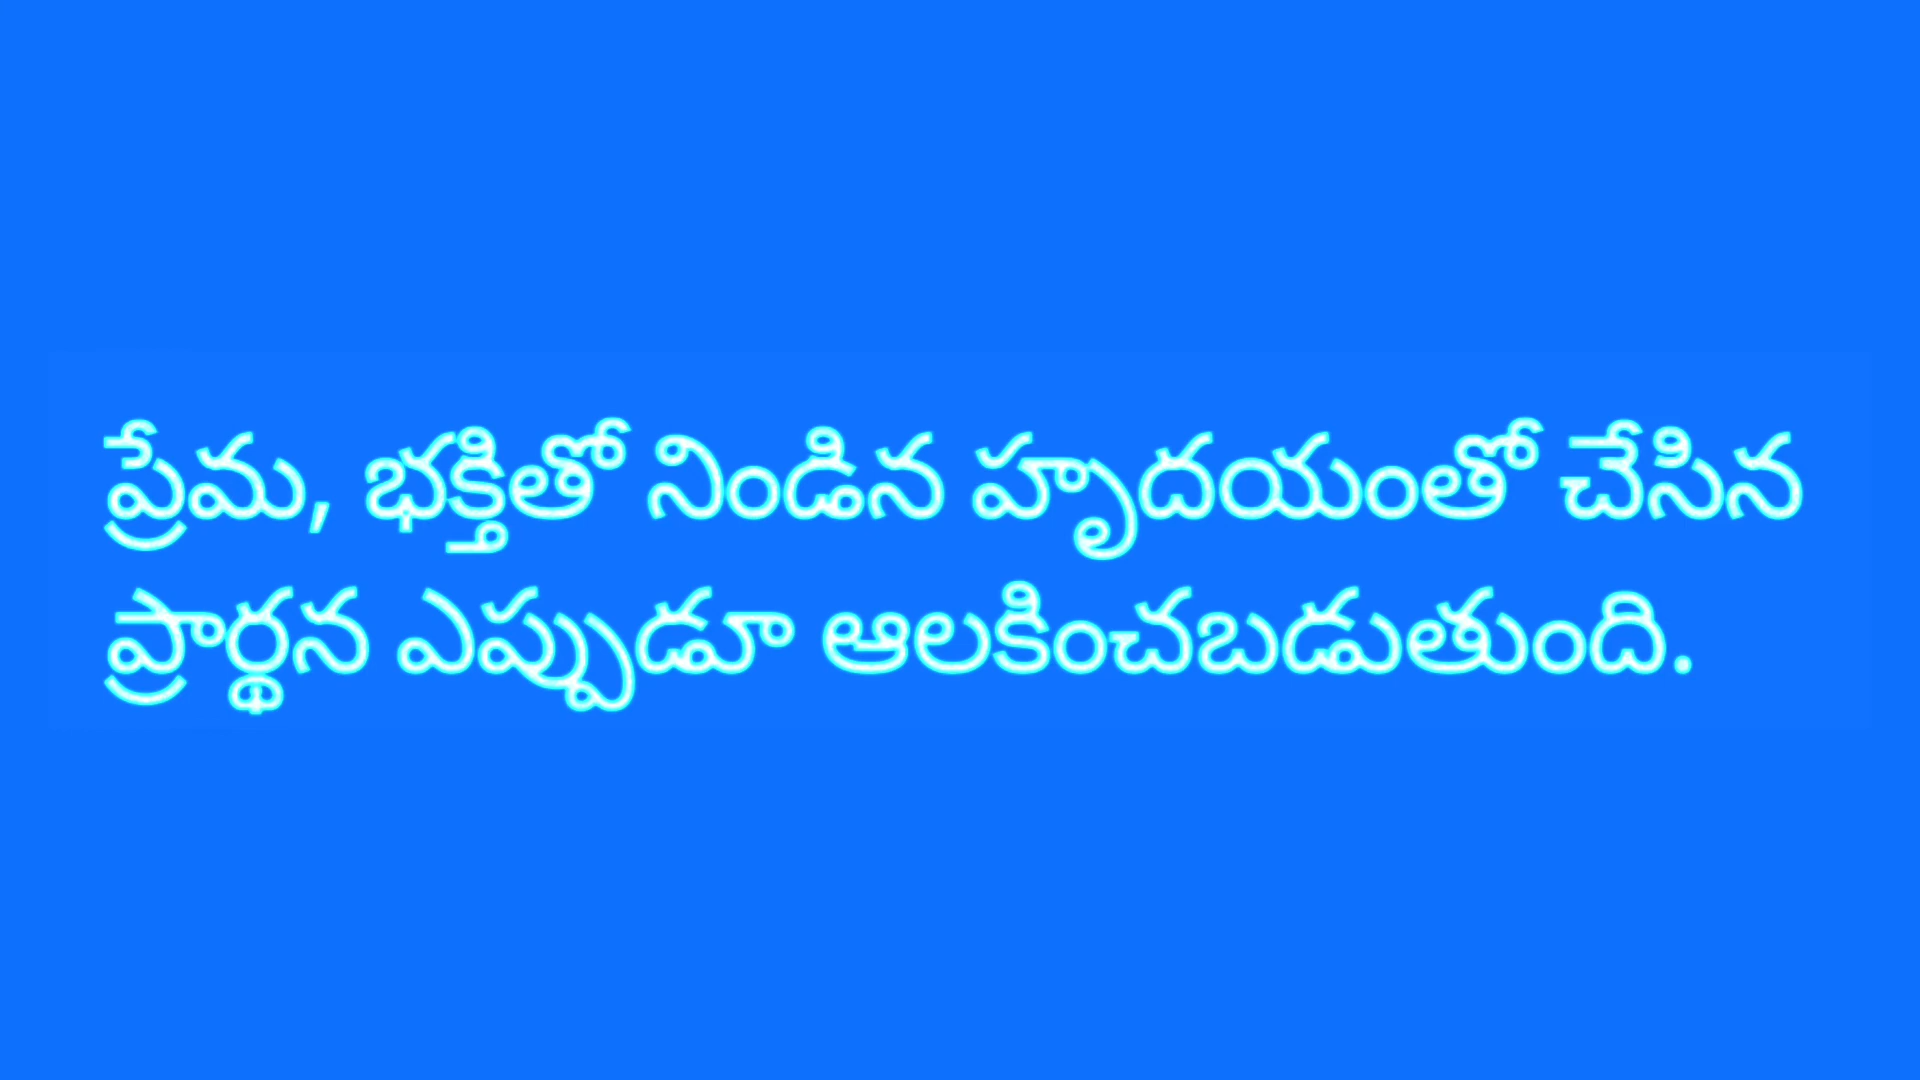 ప్రేమ, భక్తితో నిండిన హృదయంతో చేసిన
ప్రార్థన ఎప్పుడూ ఆలకించబడుతుంది.